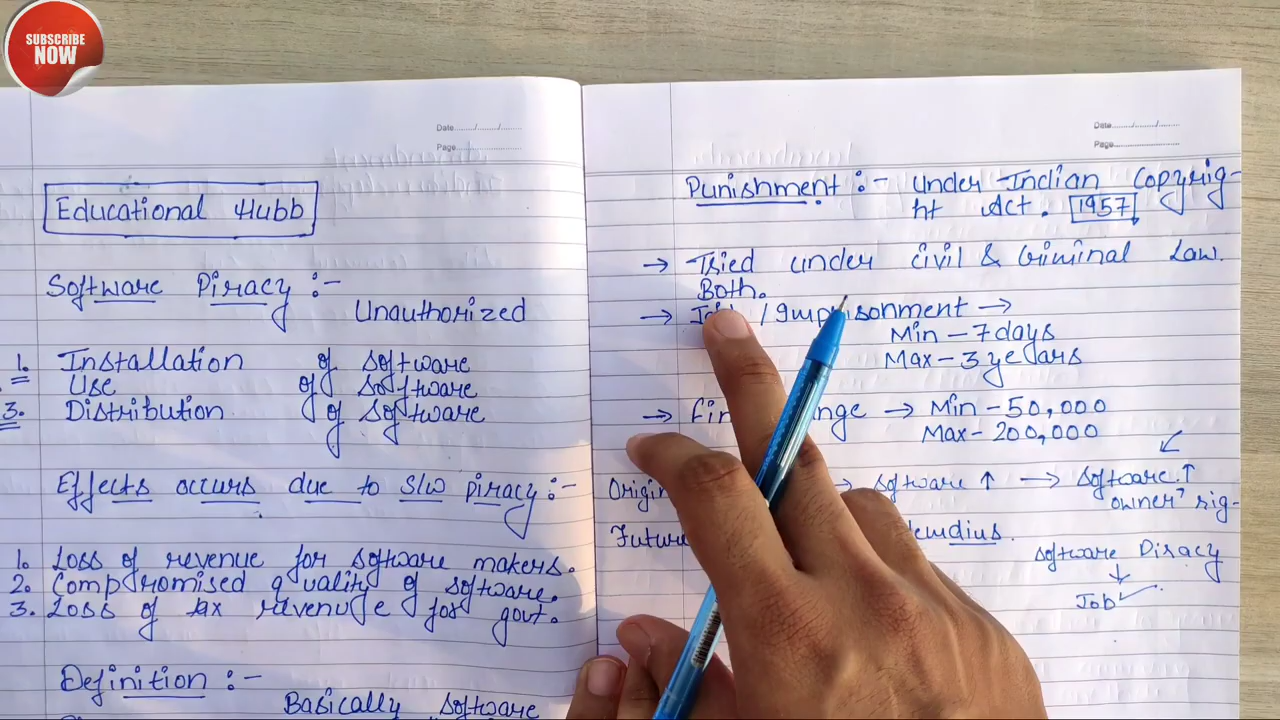 SUBSCRIBE
NOW
Date ......./......./.......
Page........................
Educational Hubb
Software Piracy :-
Unauthorized
1. Installation of software
Use of software
3. Distribution of software
Effects occurs due to S/W piracy :-
1. Loss of revenue for software makers.
2. Compromised quality of software.
3. Loss of tax revenue for govt.
Definition :-
Basically software
Date ......./......./.......
Page........................
Punishment :- Under Indian Copyrig-
ht Act. 1957
→ Tried under civil & Criminal Law.
Both.
→ / Imprisonment →
Min - 7 days
Max - 3 years
→ → Min - 50,000
Max - 200,000
software ↑ → software ↑
owner rig-
Future
software Piracy
↓
Job ✓